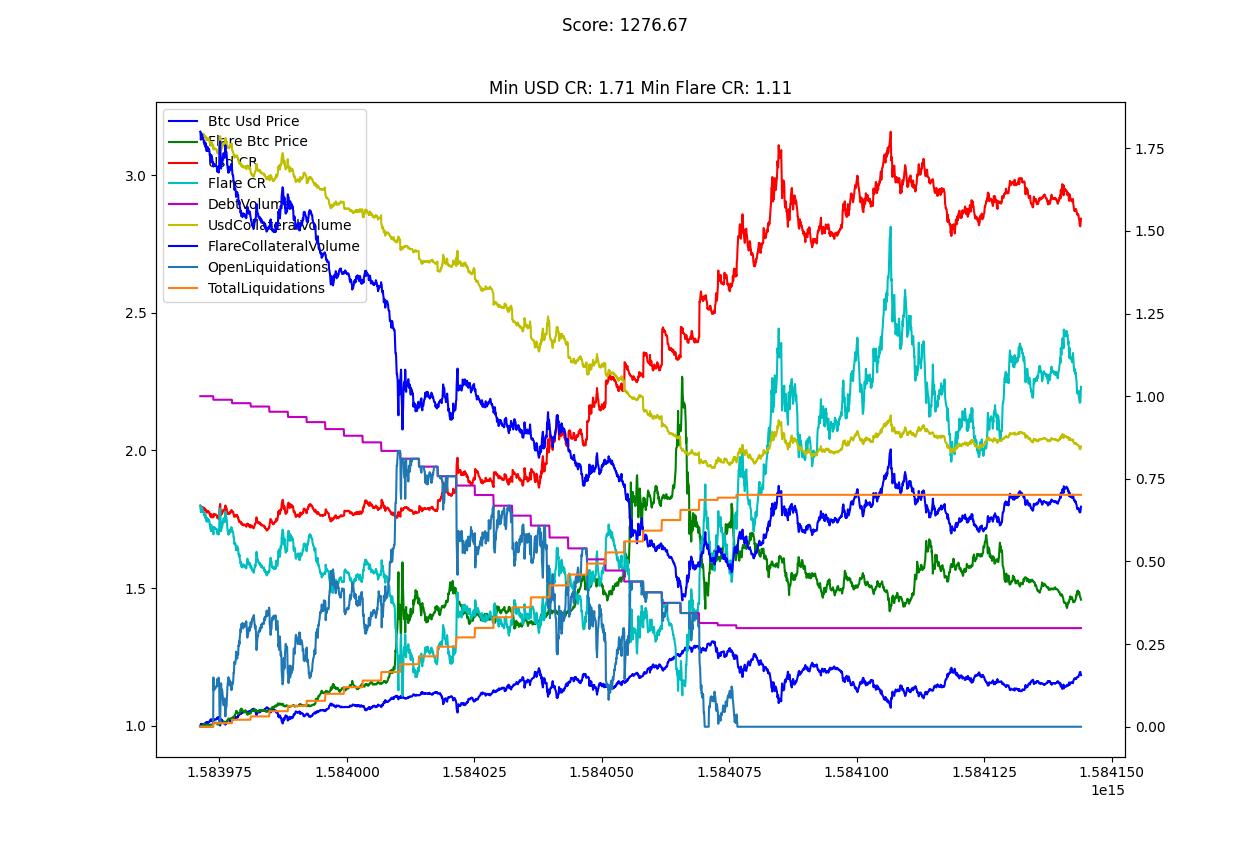 Score: 1276.67
Min USD CR: 1.71 Min Flare CR: 1.11
Btc Usd Price
Flare Btc Price
Usd CR
Flare CR
DebtVolume
UsdCollateralVolume
FlareCollateralVolume
OpenLiquidations
TotalLiquidations
3.0
2.5
2.0
1.5
1.0
1.75
1.50
1.25
1.00
0.75
0.50
0.25
0.00
1.583975 1.584000 1.584025 1.584050 1.584075 1.584100 1.584125 1.584150
1e15